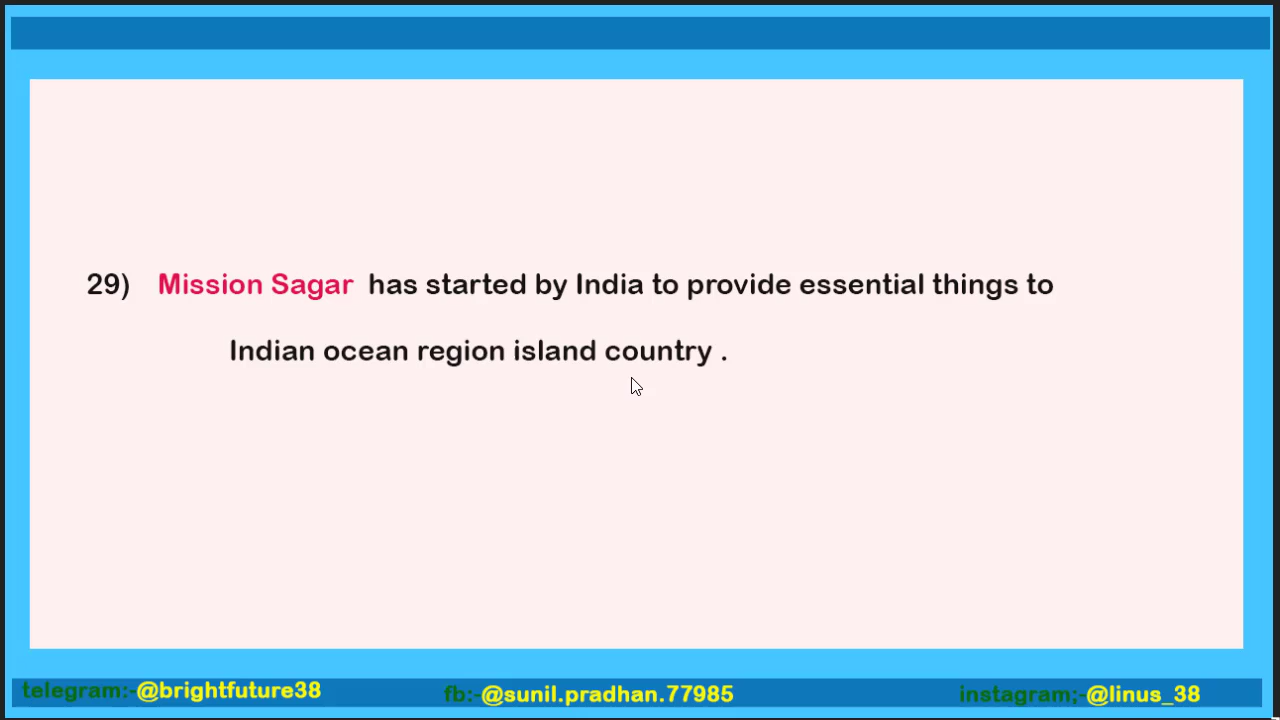 29) Mission Sagar has started by India to provide essential things to
Indian ocean region island country .
telegram:-@brightfuture38 fb:-@sunil.pradhan.77985 instagram;-@linus_38